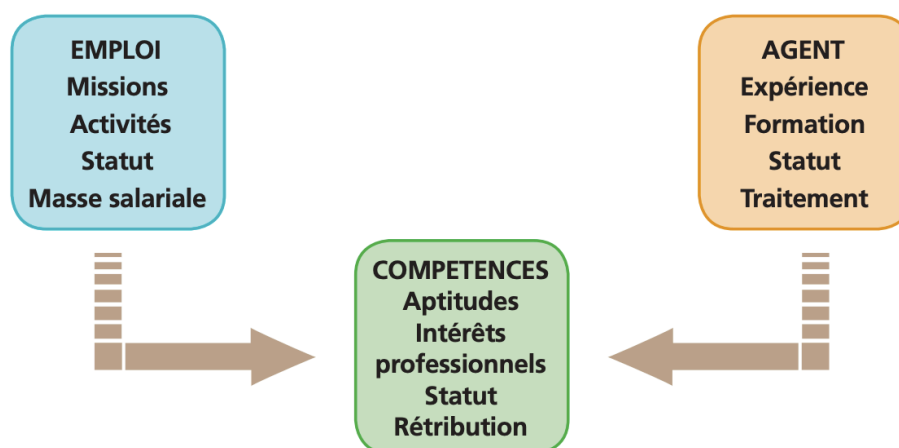 EMPLOI
Missions
Activités
Statut
Masse salariale
AGENT
Expérience
Formation
Statut
Traitement
COMPETENCES
Aptitudes
Intérêts
professionnels
Statut
Rétribution